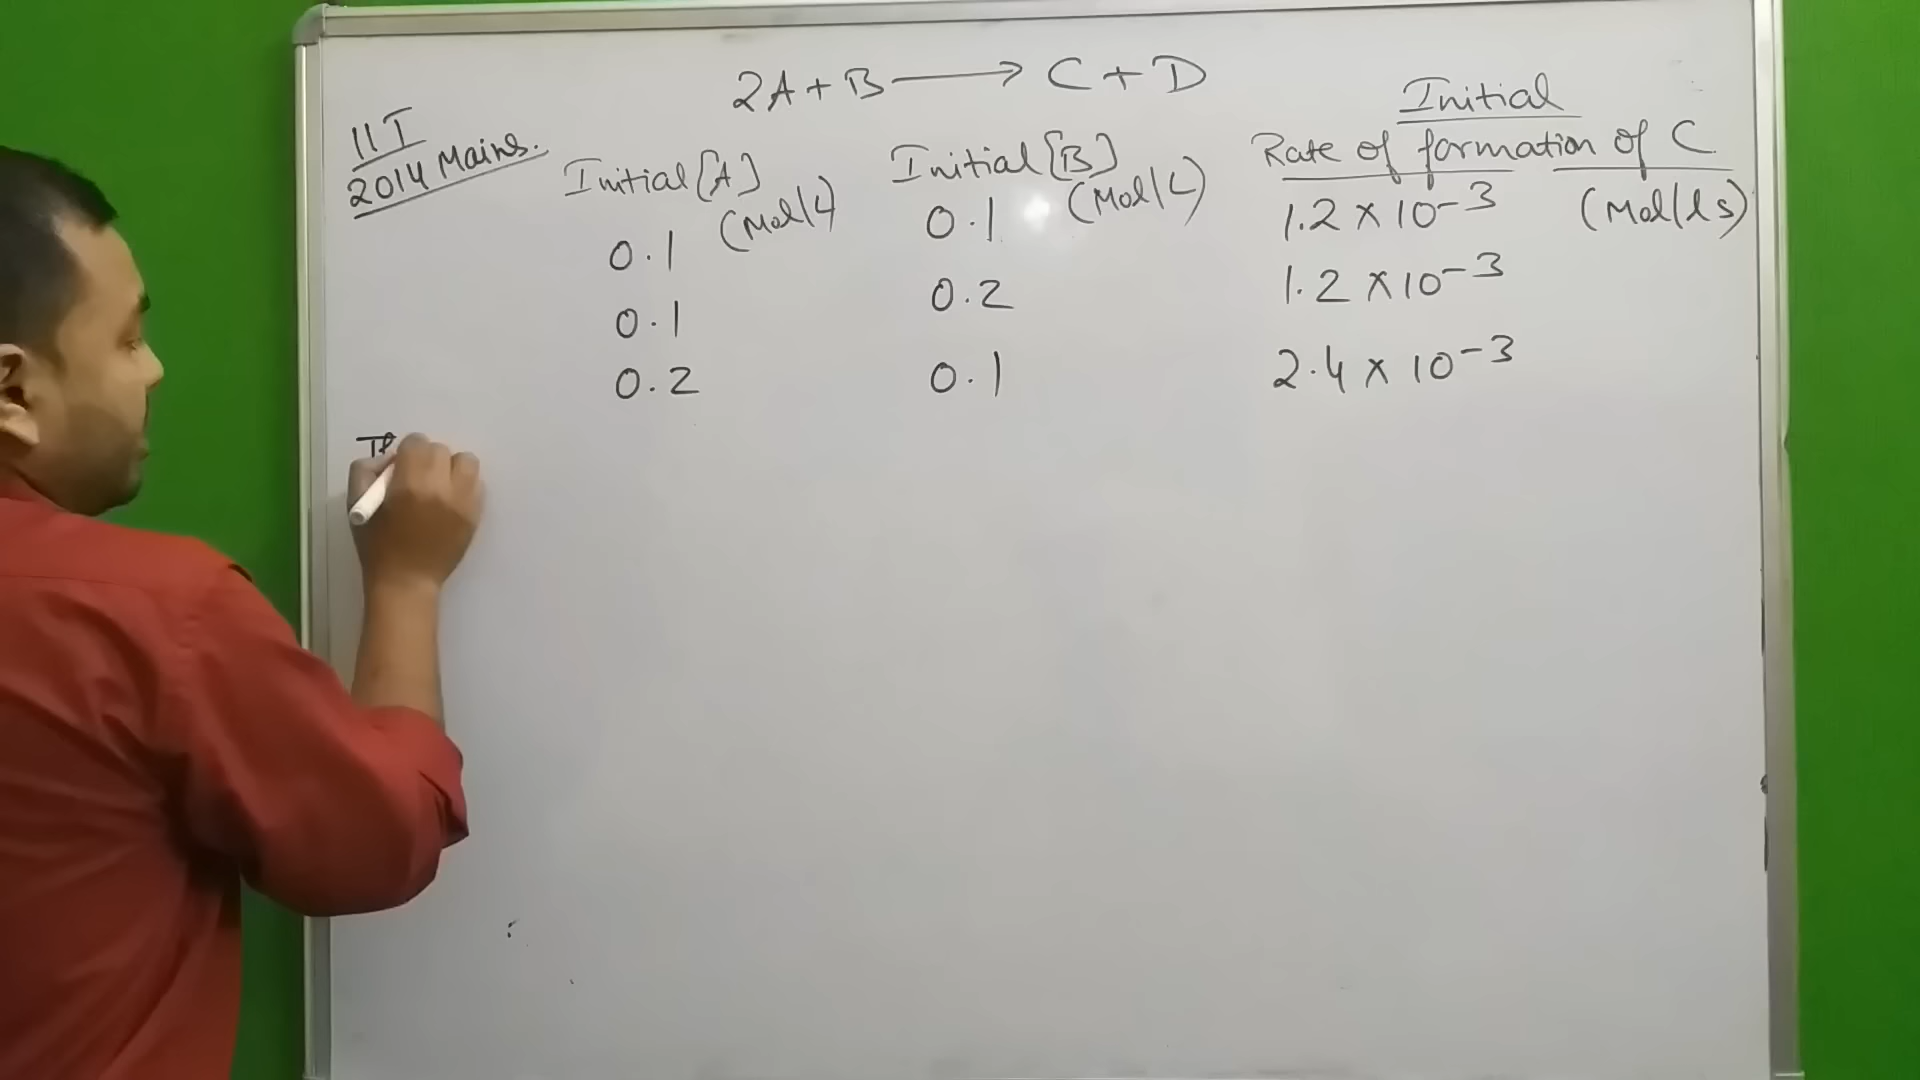 2A + B ⟶ C + D
IIT
2014 Mains.
Initial [A]
(Mol/L)
Initial [B]
(Mol/L)
Initial
Rate of formation of C
(Mol/ls)
0.1 0.1 1.2 × 10⁻³
0.1 0.2 1.2 × 10⁻³
0.2 0.1 2.4 × 10⁻³